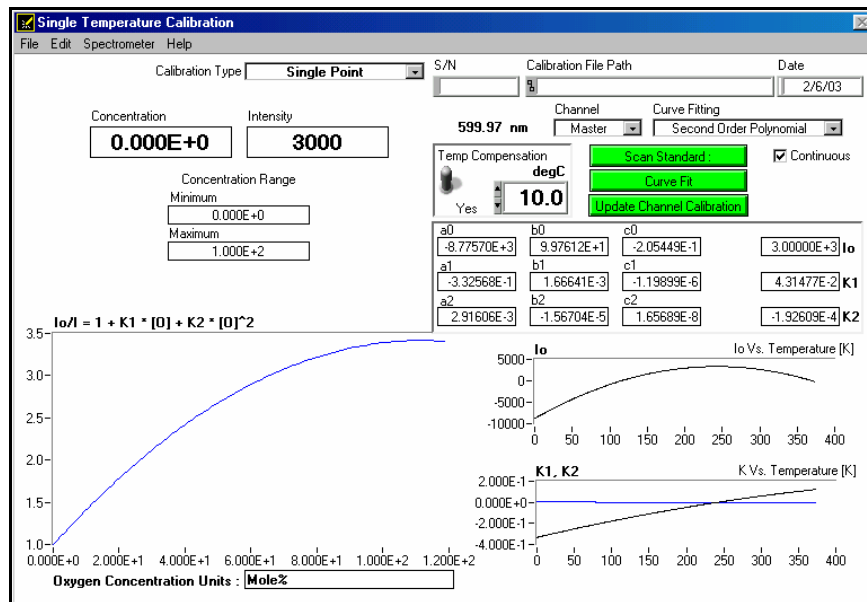 Single Temperature Calibration
File Edit Spectrometer Help
Calibration Type Single Point
S/N Calibration File Path Date
2/6/03
Concentration Intensity
0.000E+0 3000
599.97 nm
Channel Curve Fitting
Master Second Order Polynomial
Concentration Range
Minimum
0.000E+0
Maximum
1.000E+2
Temp Compensation
degC
Yes 10.0
Scan Standard :
Curve Fit
Update Channel Calibration
Continuous
a0 b0 c0
-8.77570E+3 9.97612E+1 -2.05449E-1 3.00000E+3 Io
a1 b1 c1
-3.32568E-1 1.66641E-3 -1.19899E-6 4.31477E-2 K1
a2 b2 c2
2.91606E-3 -1.56704E-5 1.65689E-8 -1.92609E-4 K2
Io/I = 1 + K1 * [O] + K2 * [O]^2
3.5
3.0
2.5
2.0
1.5
1.0
0.000E+0 2.000E+1 4.000E+1 6.000E+1 8.000E+1 1.000E+2 1.200E+2
Oxygen Concentration Units : Mole%
Io Io Vs. Temperature [K]
5000
0
-5000
-10000
0 50 100 150 200 250 300 350 400
K1, K2 K Vs. Temperature [K]
2.000E-1
0.000E+0
-2.000E-1
-4.000E-1
0 50 100 150 200 250 300 350 400